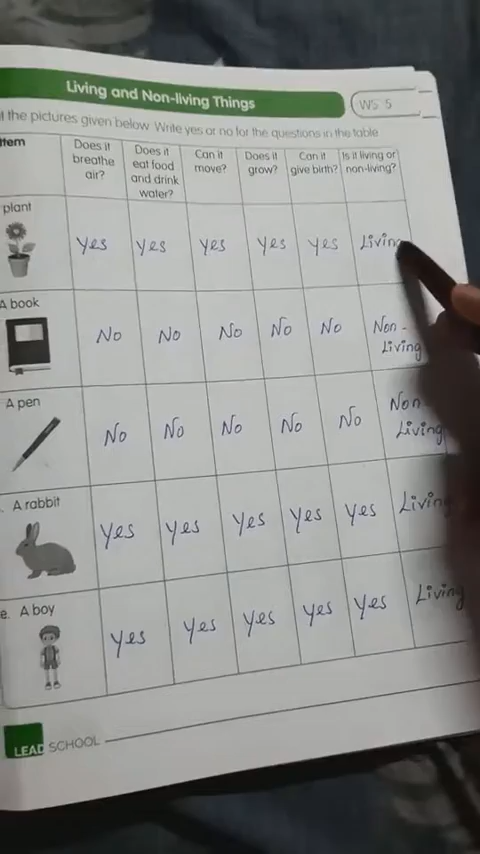 Living and Non-living Things
WS 5
the pictures given below. Write yes or no for the questions in the table
Item
Does it breathe air?
Does it eat food and drink water?
Can it move?
Does it grow?
Can it give birth?
Is it living or non-living?
plant
Yes Yes Yes Yes Yes Living
A book
No No No No No Non-
Living
A pen
No No No No No Non
Living
A rabbit
Yes Yes Yes Yes Yes Living
e. A boy
Yes Yes Yes Yes Yes Living
LEAD SCHOOL